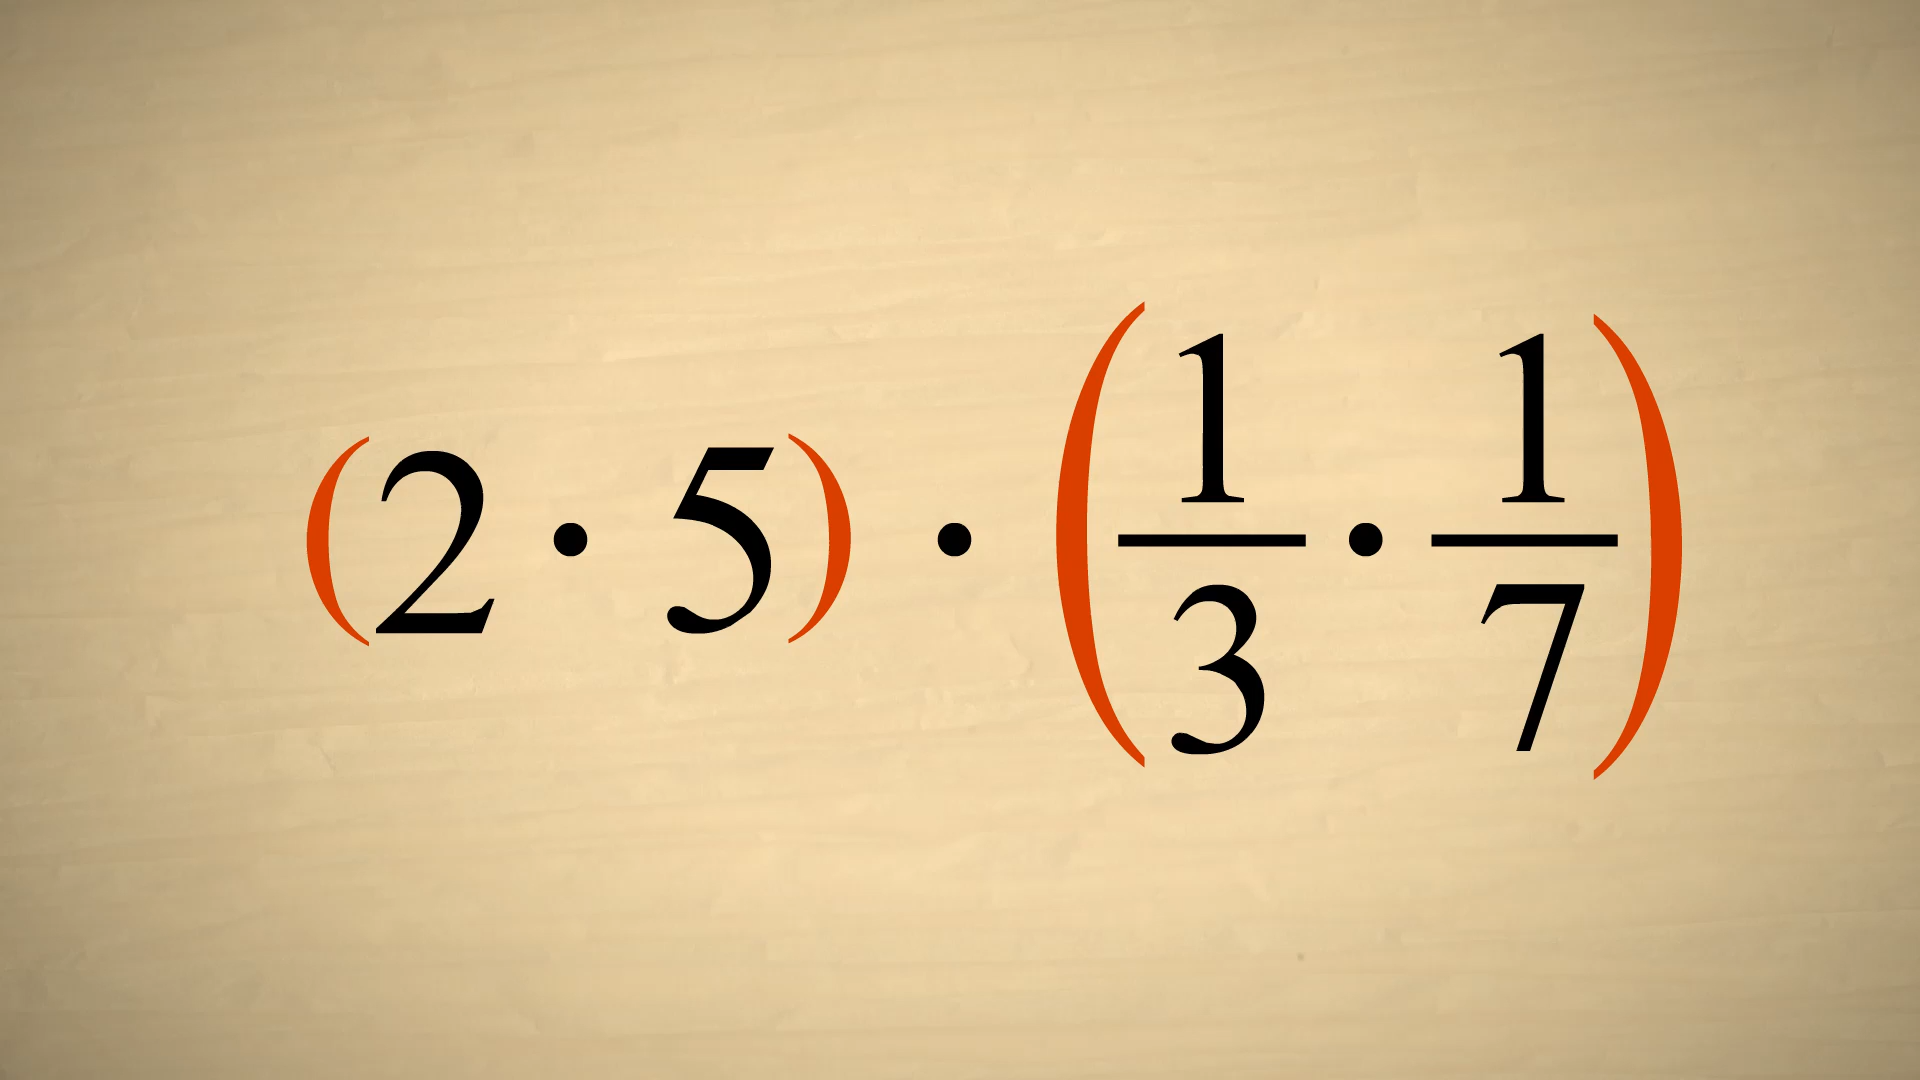 (2 · 5) · (1/3 · 1/7)